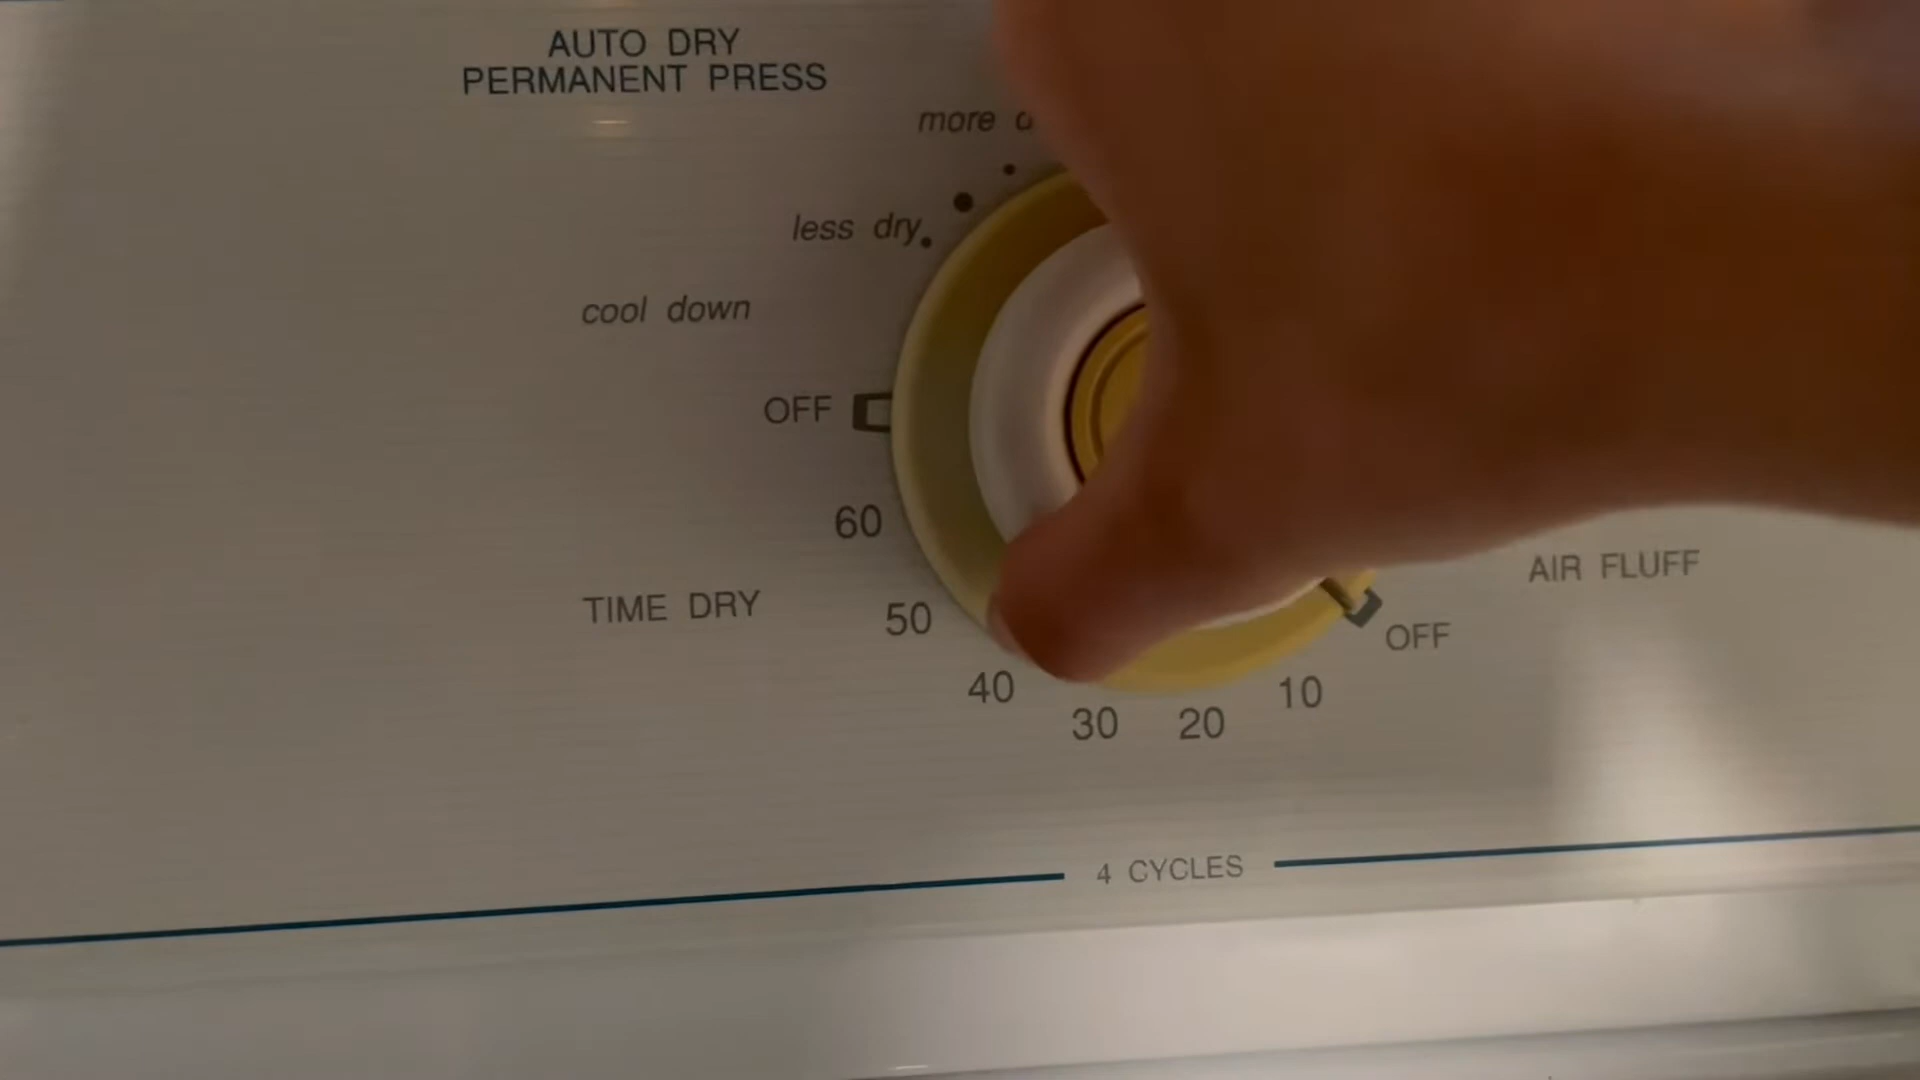 AUTO DRY
PERMANENT PRESS
more
less dry
cool down
OFF
60
TIME DRY
50
40
30
20
10
OFF
AIR FLUFF
4 CYCLES